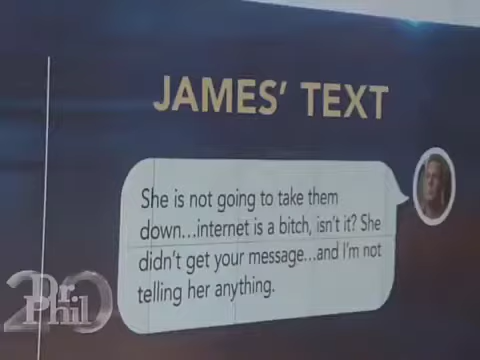 JAMES' TEXT
She is not going to take them
down...internet is a bitch, isn't it? She
didn't get your message...and I'm not
telling her anything.
20
Dr.
Phil